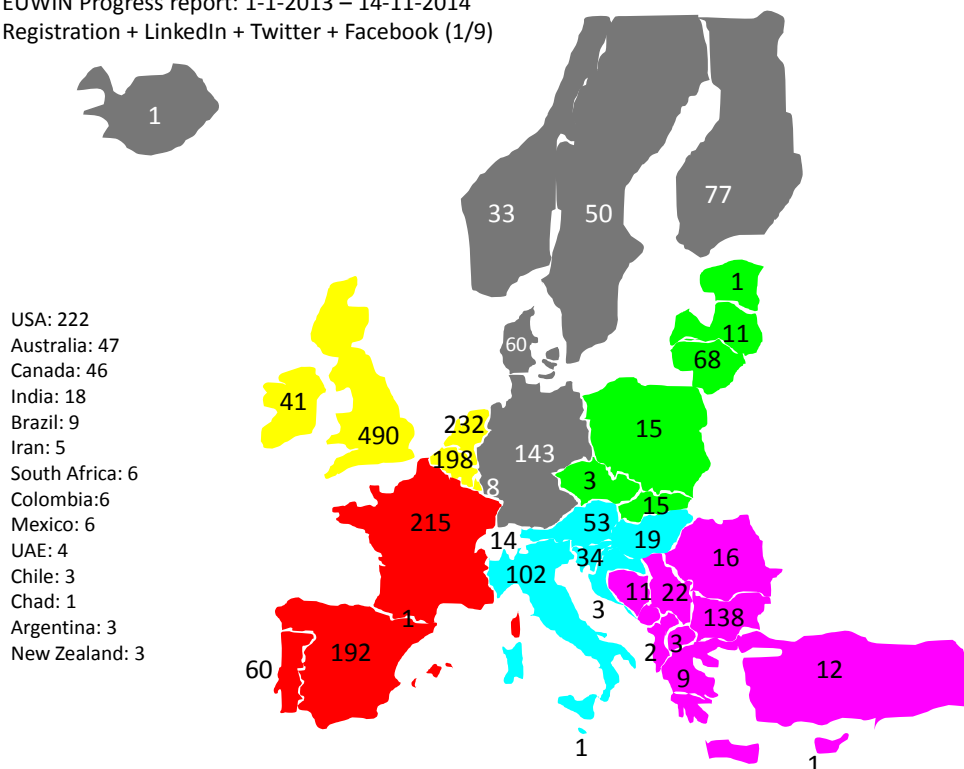 EUWIN Progress report: 1-1-2013 – 14-11-2014
Registration + LinkedIn + Twitter + Facebook (1/9)
1
33
50
77
1
11
68
60
41
490
232
198
8
143
15
3
15
215
14
53
19
34
102
3
16
11
22
138
1
192
60
2
3
9
12
1
1
USA: 222
Australia: 47
Canada: 46
India: 18
Brazil: 9
Iran: 5
South Africa: 6
Colombia:6
Mexico: 6
UAE: 4
Chile: 3
Chad: 1
Argentina: 3
New Zealand: 3